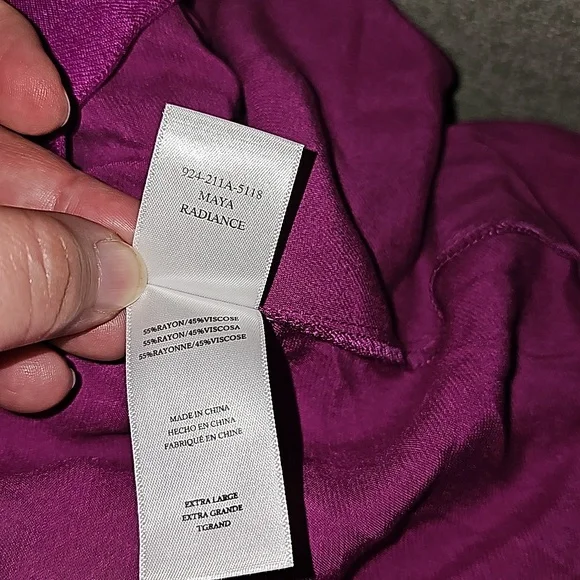 924-211A-5118
MAYA
RADIANCE
55%RAYON/45%VISCOSE
55%RAYON/45%VISCOSA
55%RAYONNE/45%VISCOSE
MADE IN CHINA
HECHO EN CHINA
FABRIQUÉ EN CHINE
EXTRA LARGE
EXTRA GRANDE
TGRAND